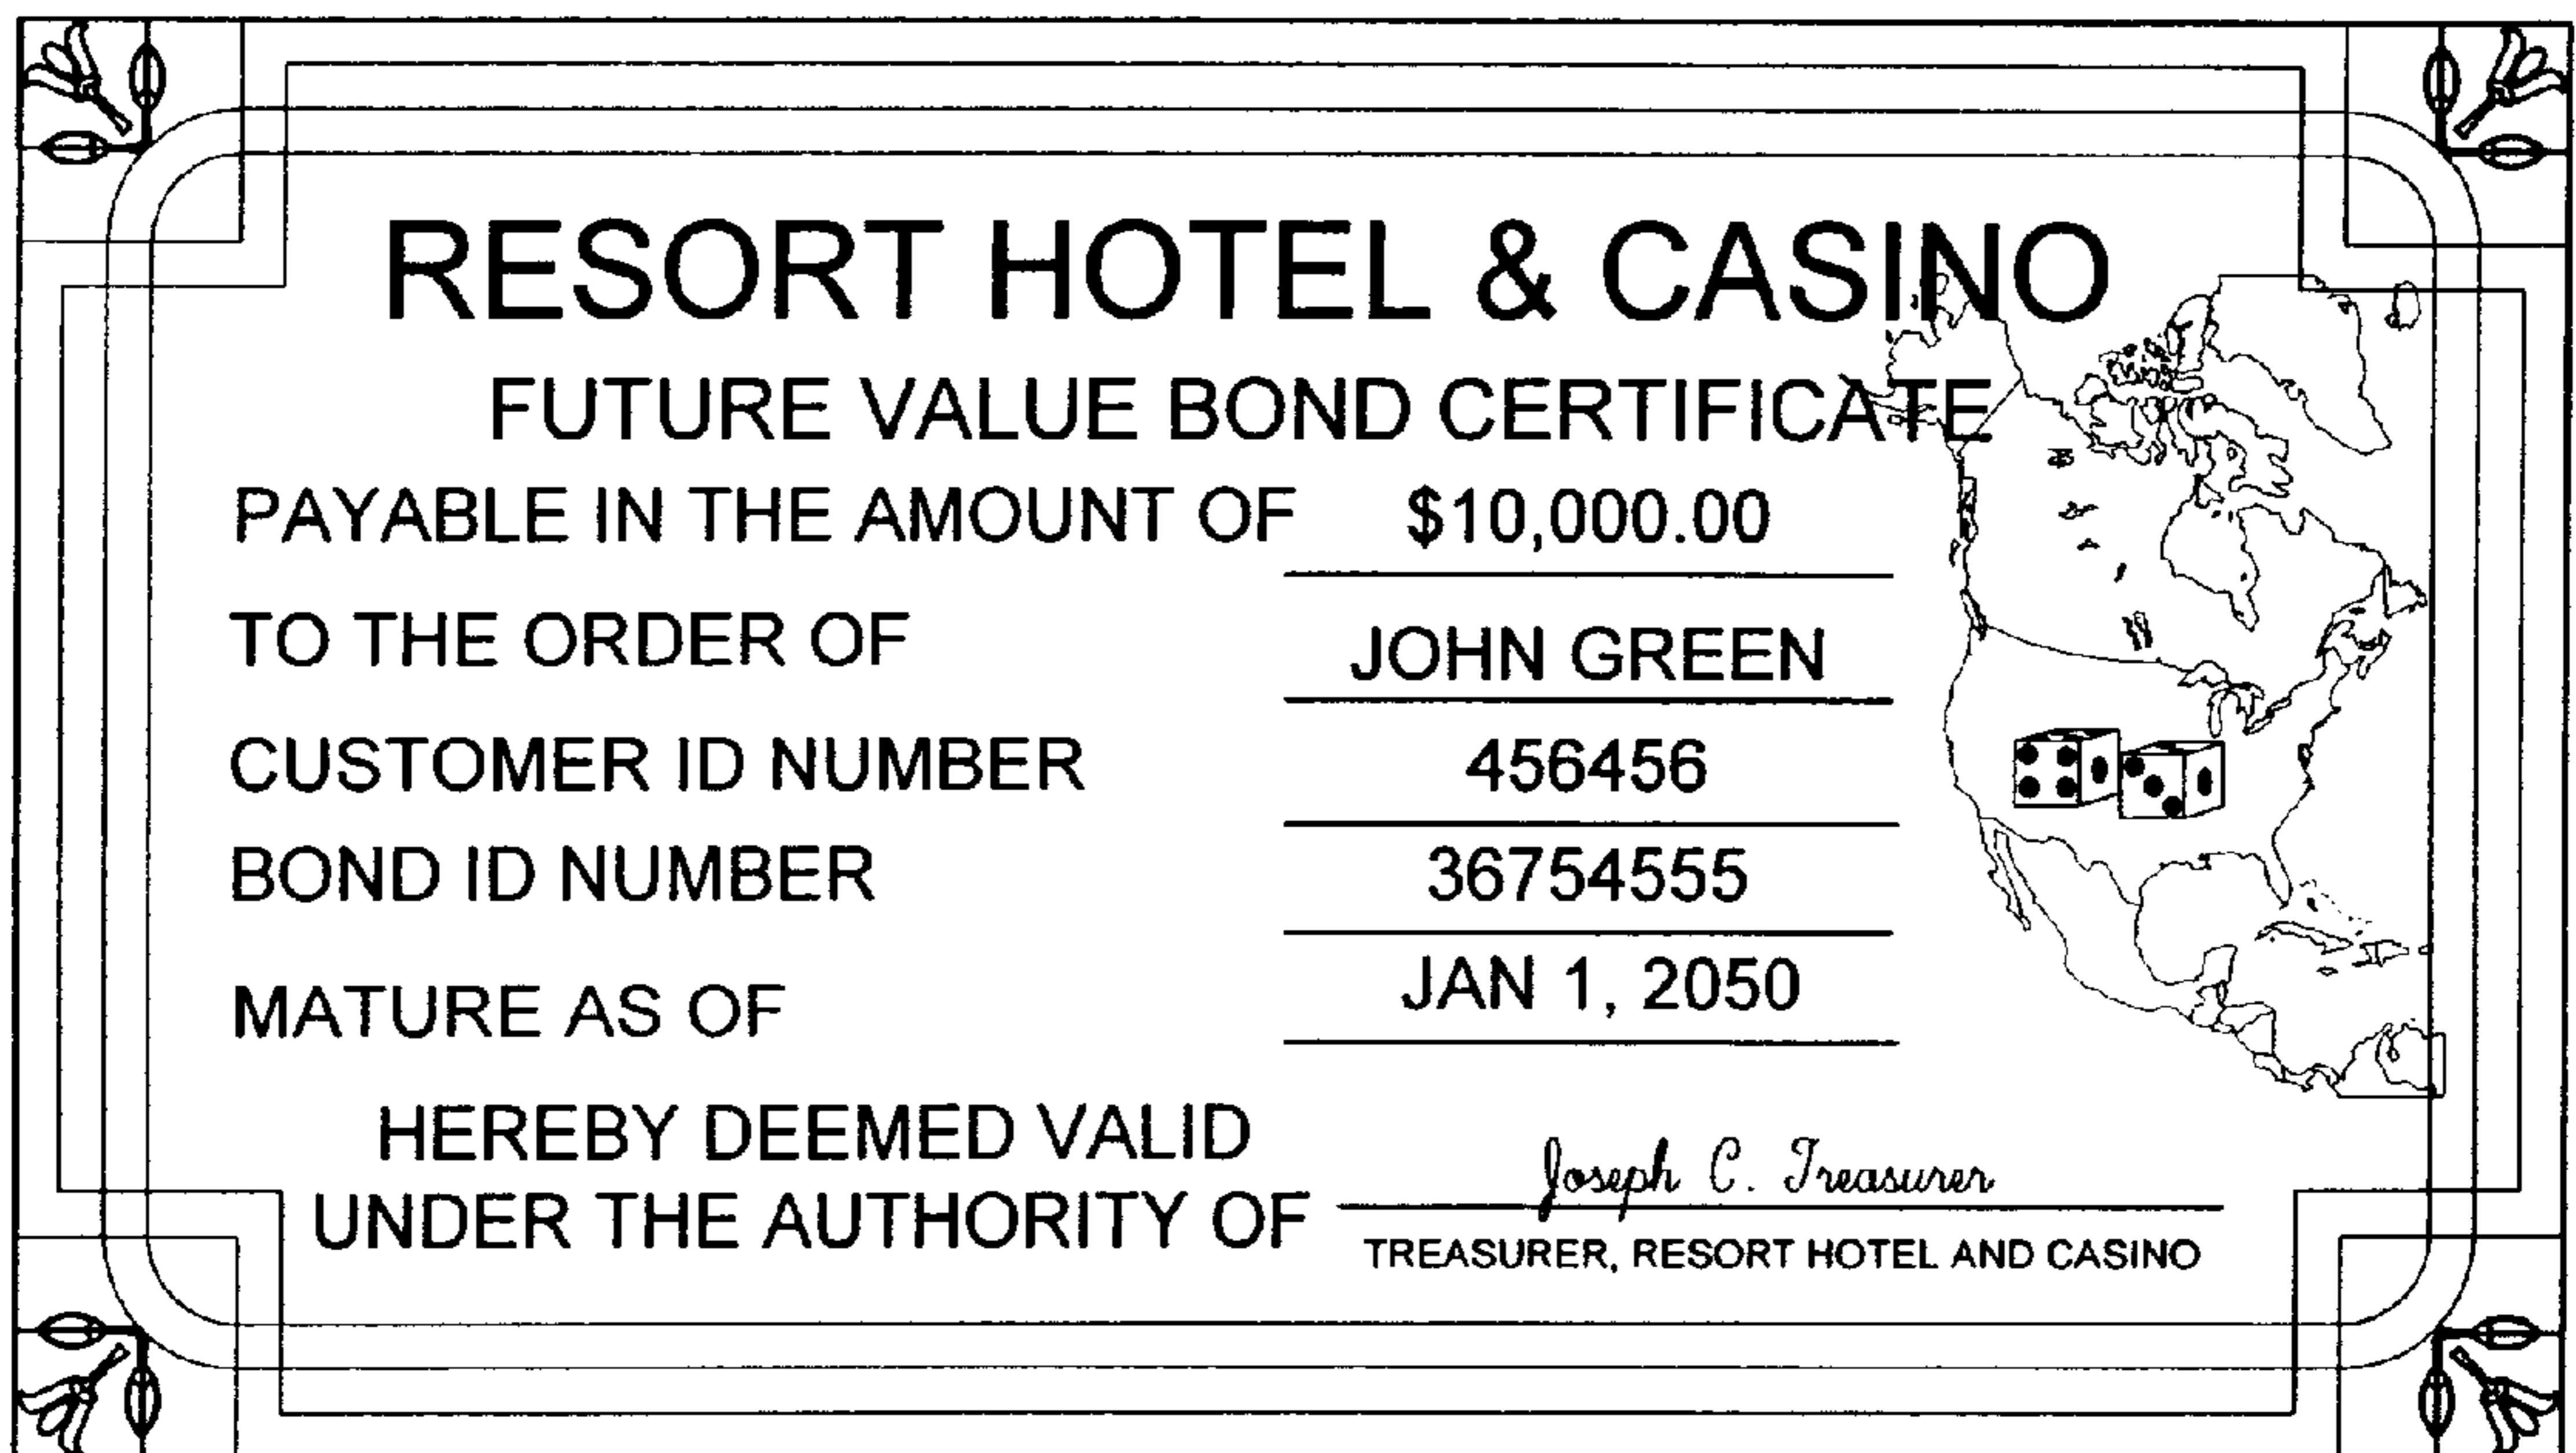 RESORT HOTEL & CASINO
FUTURE VALUE BOND CERTIFICATE
PAYABLE IN THE AMOUNT OF $10,000.00
TO THE ORDER OF JOHN GREEN
CUSTOMER ID NUMBER 456456
BOND ID NUMBER 36754555
MATURE AS OF JAN 1, 2050
HEREBY DEEMED VALID
UNDER THE AUTHORITY OF Joseph C. Treasurer
TREASURER, RESORT HOTEL AND CASINO